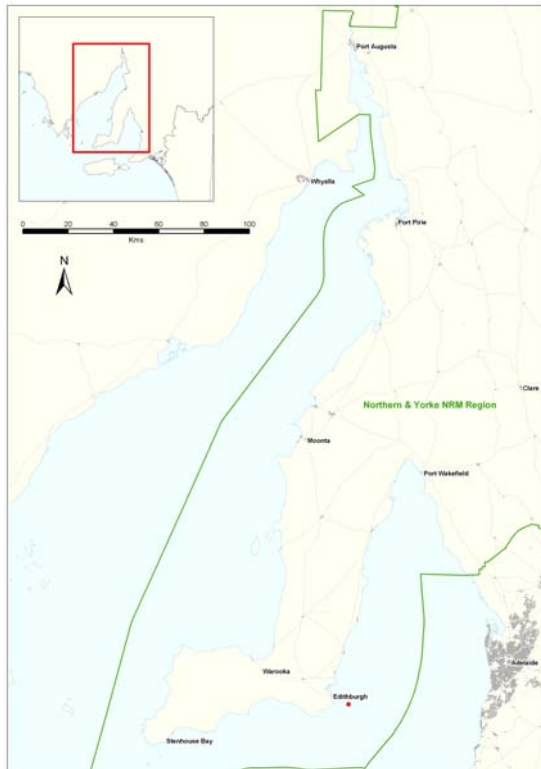 Port Augusta
Whyalla
0 20 40 60 80 100
Kms
Port Pirie
N
Northern & Yorke NRM Region
Clare
Moonta
Port Wakefield
Adelaide
Warooka
Edithburgh
Stenhouse Bay